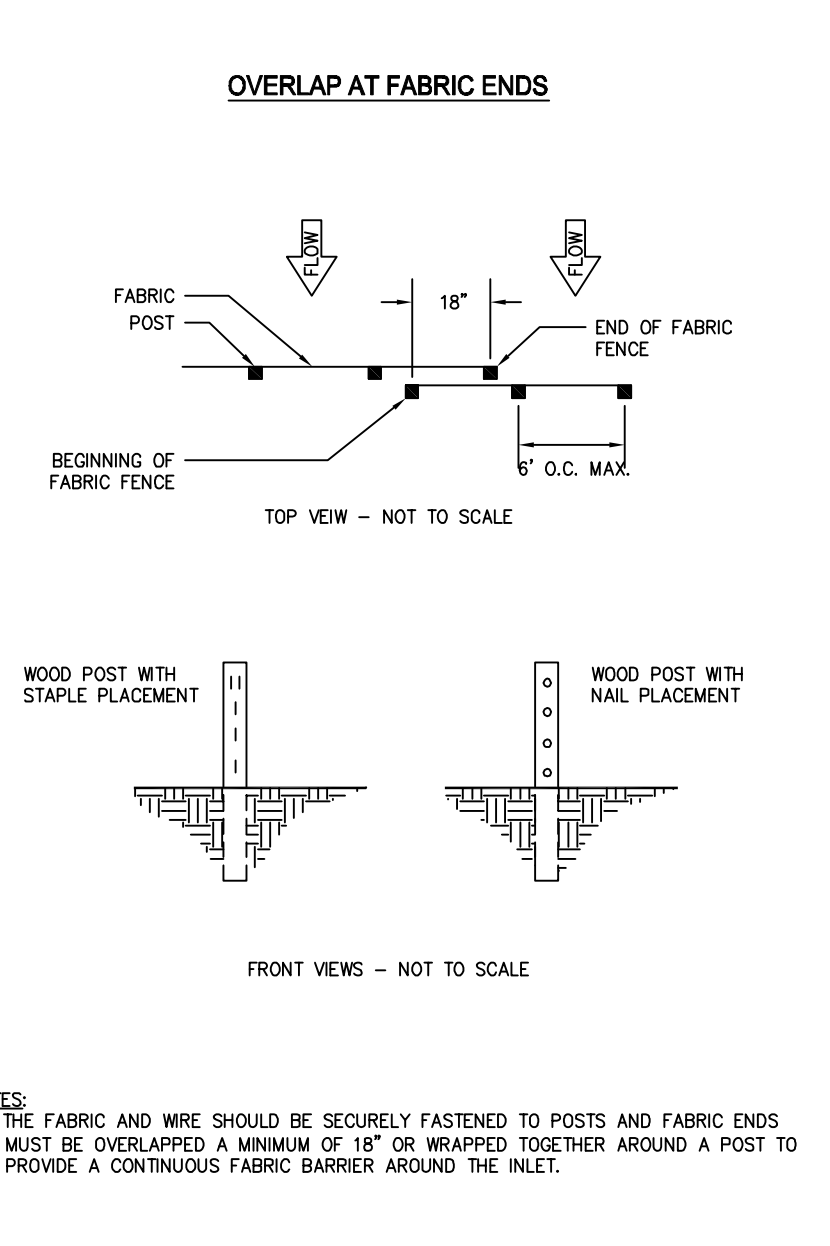 OVERLAP AT FABRIC ENDS
FLOW
FLOW
FABRIC
18"
POST
END OF FABRIC
FENCE
BEGINNING OF
FABRIC FENCE
6' O.C. MAX.
TOP VEIW – NOT TO SCALE
WOOD POST WITH
STAPLE PLACEMENT
WOOD POST WITH
NAIL PLACEMENT
FRONT VIEWS – NOT TO SCALE
ES:
THE FABRIC AND WIRE SHOULD BE SECURELY FASTENED TO POSTS AND FABRIC ENDS
MUST BE OVERLAPPED A MINIMUM OF 18" OR WRAPPED TOGETHER AROUND A POST TO
PROVIDE A CONTINUOUS FABRIC BARRIER AROUND THE INLET.